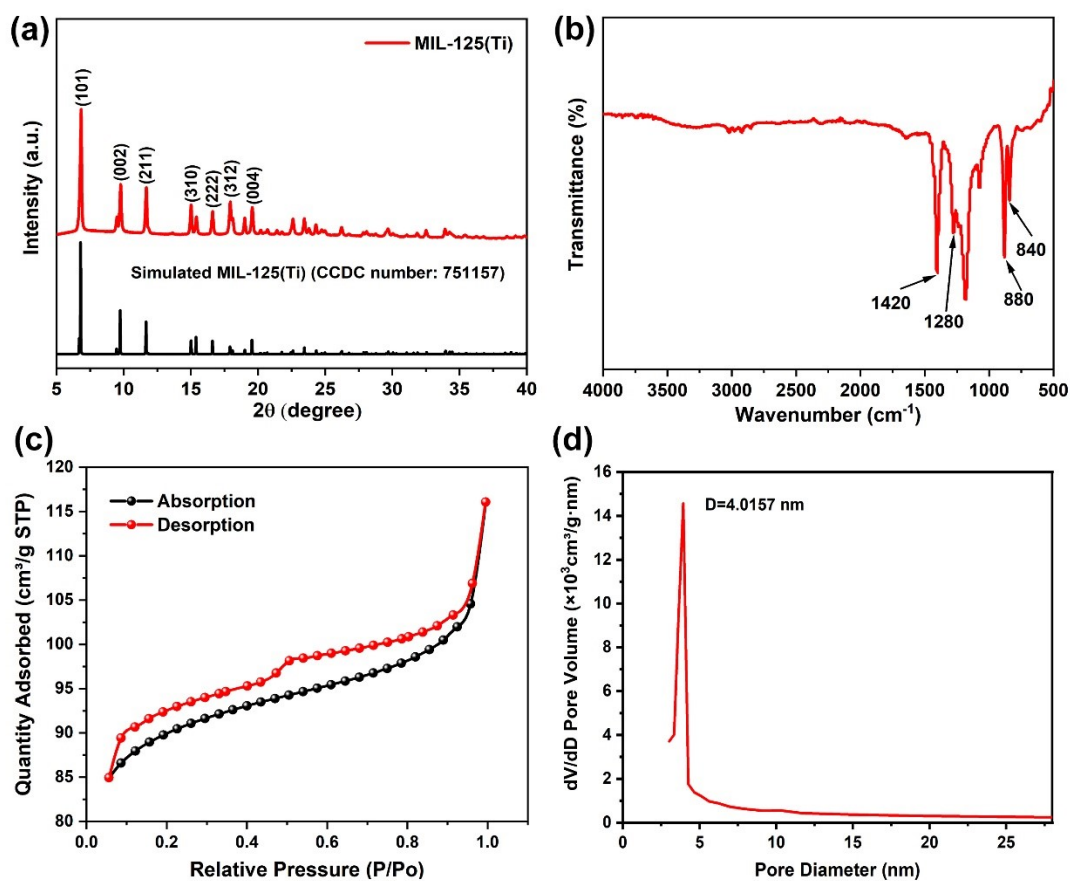 (a)
MIL-125(Ti)
(101)
(002)
(211)
(310)
(222)
(312)
(004)
Simulated MIL-125(Ti) (CCDC number: 751157)
Intensity (a.u.)
5 10 15 20 25 30 35 40
2θ (degree)
(b)
Transmittance (%)
1420
1280
880
840
4000 3500 3000 2500 2000 1500 1000 500
Wavenumber (cm⁻¹)
(c)
Absorption
Desorption
Quantity Adsorbed (cm³/g STP)
120
115
110
105
100
95
90
85
80
0.0 0.2 0.4 0.6 0.8 1.0
Relative Pressure (P/Po)
(d)
D=4.0157 nm
dV/dD Pore Volume (×10³cm³/g·nm)
16
14
12
10
8
6
4
2
0
0 5 10 15 20 25
Pore Diameter (nm)